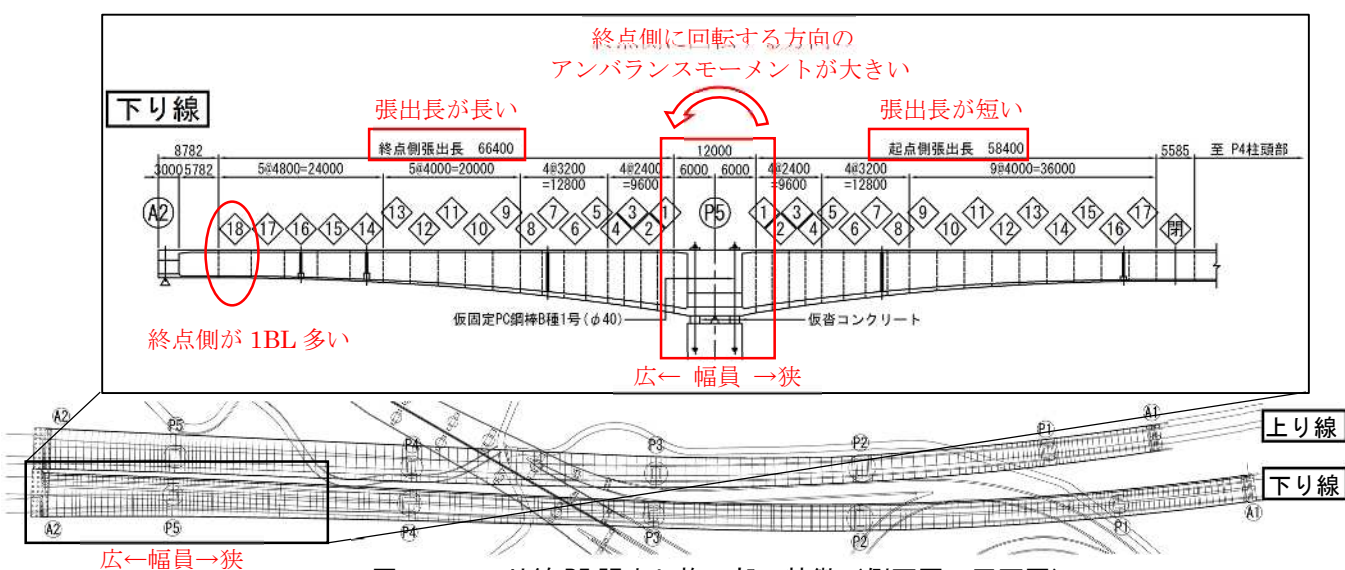 終点側に回転する方向の
アンバランスモーメントが大きい
下り線
張出長が長い
張出長が短い
8782
終点側張出長 66400
12000
起点側張出長 58400
5585
至 P4柱頭部
3000
5782
5@4800=24000
5@4000=20000
4@3200
=12800
4@2400
=9600
6000
6000
4@2400
=9600
4@3200
=12800
9@4000=36000
A2
18
17
16
15
14
13
12
11
10
9
8
7
6
5
4
3
2
1
P5
1
2
3
4
5
6
7
8
9
10
11
12
13
14
15
16
17
閉
仮固定PC鋼棒B種1号(φ40)
仮沓コンクリート
終点側が 1BL 多い
広← 幅員 →狭
A2
P5
P4
P3
P2
P1
A1
上り線
下り線
A2
P5
P4
P3
P2
P1
A1
広←幅員→狭